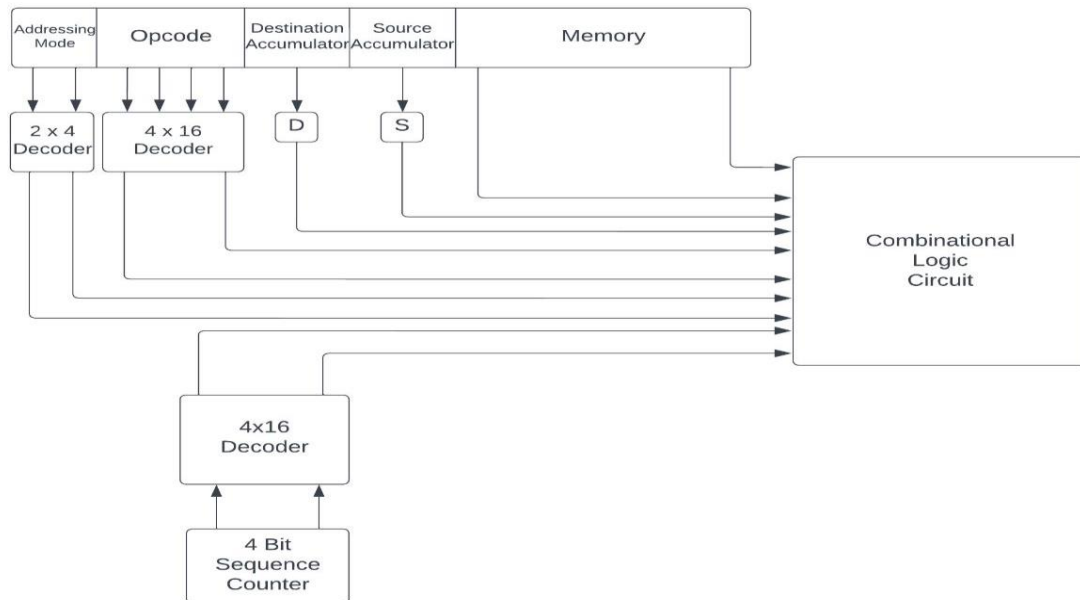 Addressing
Mode
Opcode
Destination
Accumulator
Source
Accumulator
Memory
2 x 4
Decoder
4 x 16
Decoder
D
S
Combinational
Logic
Circuit
4x16
Decoder
4 Bit
Sequence
Counter